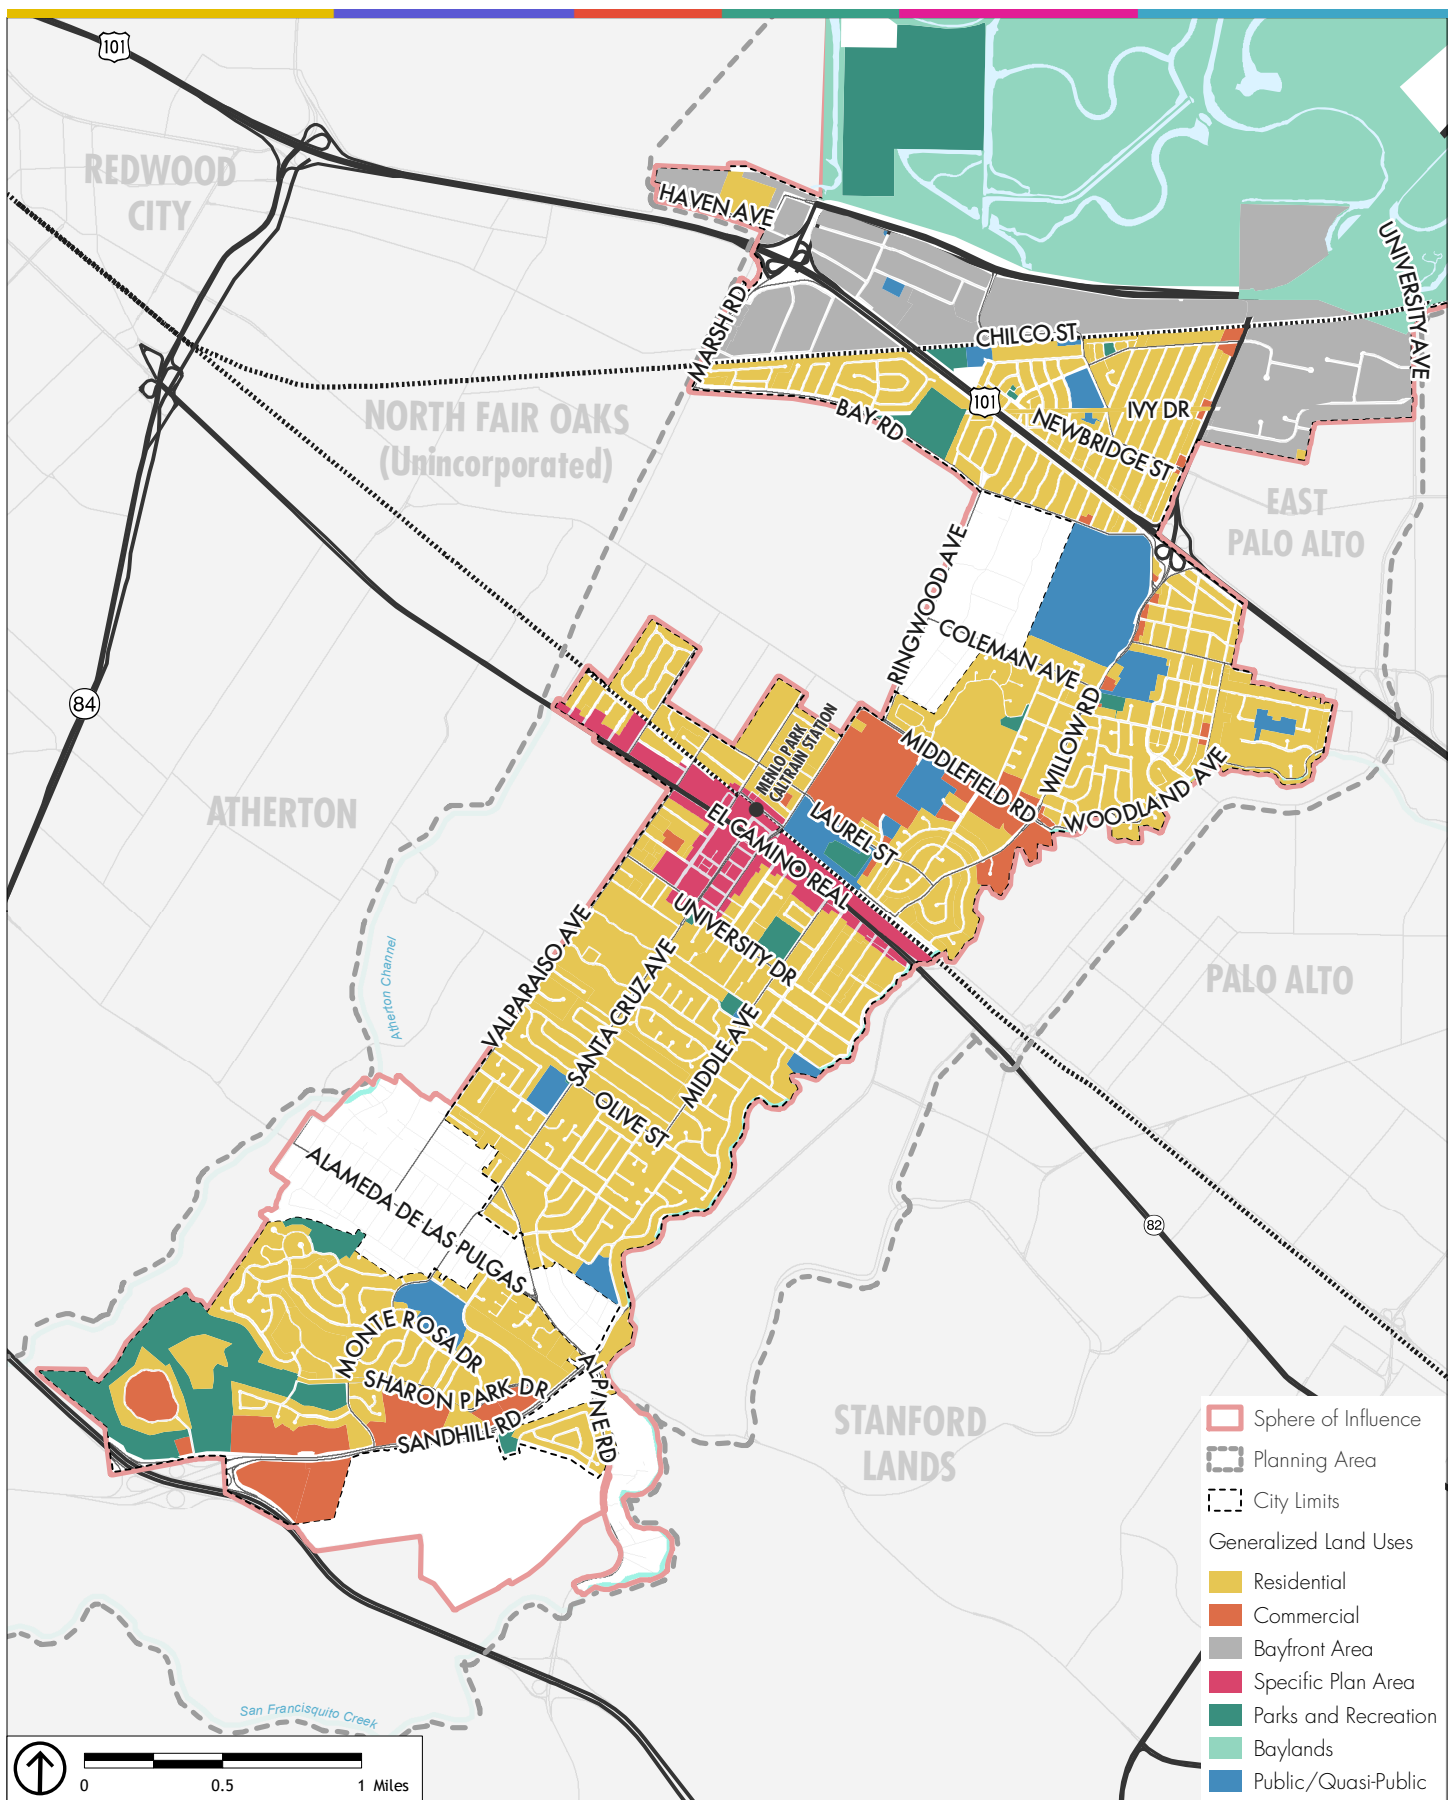 101
REDWOOD
CITY
HAVEN AVE
UNIVERSITY AVE
MARSH RD
CHILCO ST
NORTH FAIR OAKS
(Unincorporated)
BAY RD
101
IVY DR
NEWBRIDGE ST
EAST
PALO ALTO
RINGWOOD AVE
COLEMAN AVE
84
WILLOW RD
MENLO PARK
CALTRAIN STATION
MIDDLEFIELD RD
WOODLAND AVE
ATHERTON
EL CAMINO REAL
LAUREL ST
UNIVERSITY DR
VALPARAISO AVE
SANTA CRUZ AVE
MIDDLE AVE
PALO ALTO
Atherton Channel
OLIVE ST
ALAMEDA DE LAS PULGAS
82
MONTE ROSA DR
SHARON PARK DR
SANDHILL RD
ALPINE RD
STANFORD
LANDS
San Francisquito Creek
Sphere of Influence
Planning Area
City Limits
Generalized Land Uses
Residential
Commercial
Bayfront Area
Specific Plan Area
Parks and Recreation
Baylands
Public/Quasi-Public
0 0.5 1 Miles